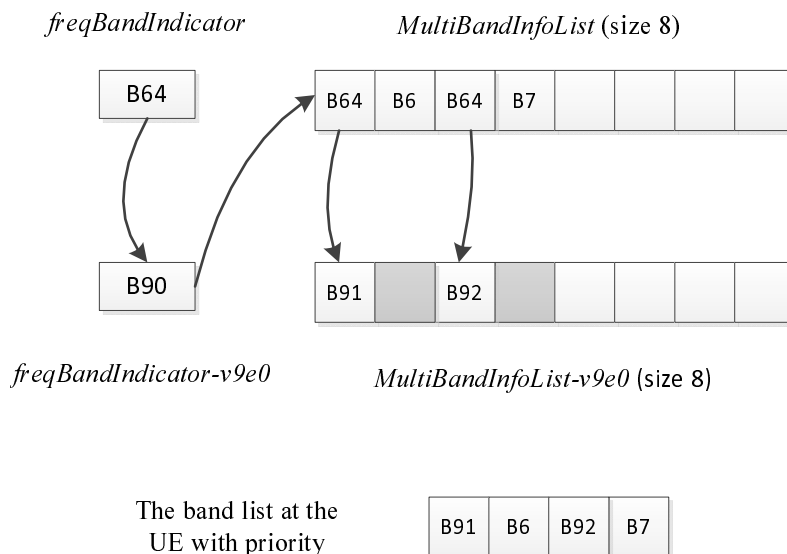 freqBandIndicator
MultiBandInfoList (size 8)
B64
B64 B6 B64 B7
B90
B91 B92
freqBandIndicator-v9e0
MultiBandInfoList-v9e0 (size 8)
The band list at the
UE with priority
B91 B6 B92 B7